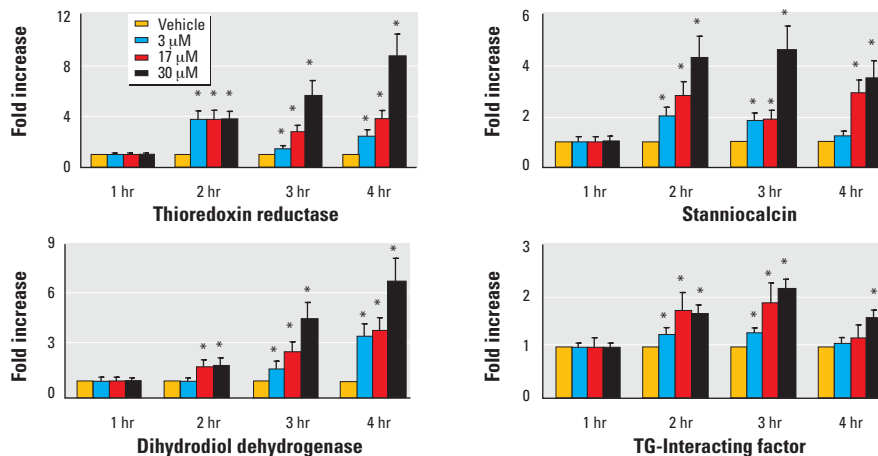 Fold increase
12
8
4
0
Vehicle
3 µM
17 µM
30 µM
* * * * * * * * *
1 hr 2 hr 3 hr 4 hr
Thioredoxin reductase
Fold increase
6
4
2
0
* * * * * * * *
1 hr 2 hr 3 hr 4 hr
Stanniocalcin
Fold increase
9
6
3
0
* * * * * * * *
1 hr 2 hr 3 hr 4 hr
Dihydrodiol dehydrogenase
Fold increase
3
2
1
0
* * * * * * *
1 hr 2 hr 3 hr 4 hr
TG-Interacting factor